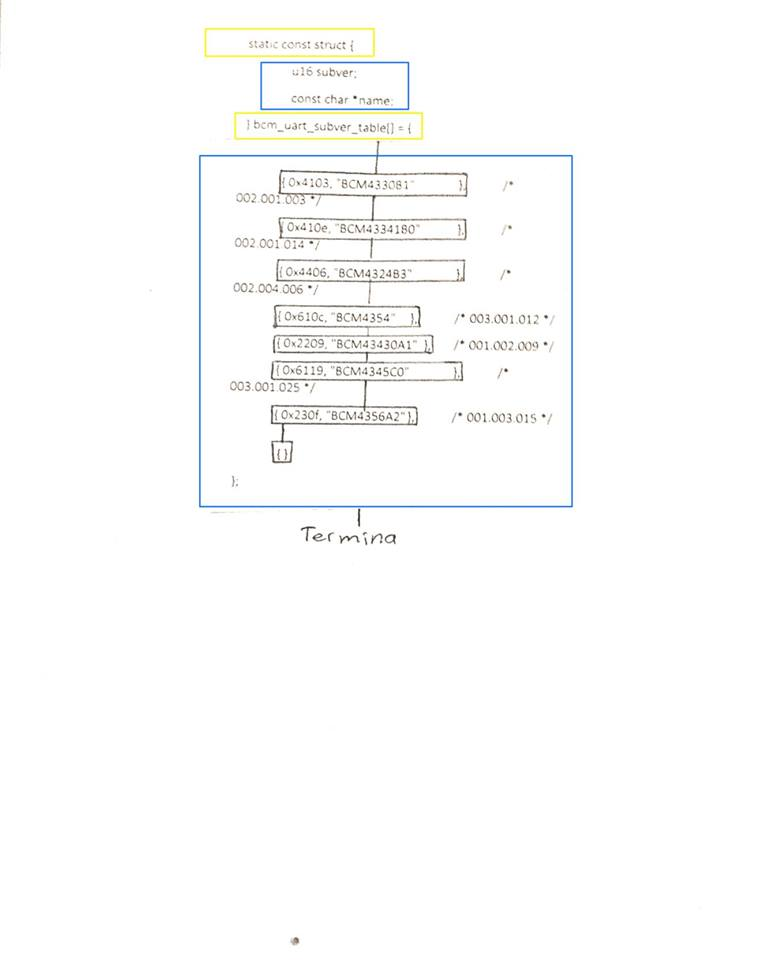 static const struct {
u16 subver;
const char *name;
} bcm_uart_subver_table[] = {
{ 0x4103, "BCM4330B1" }, /*
002.001.003 */
{ 0x410e, "BCM4334180" }, /*
002.001.014 */
{ 0x4406, "BCM4324B3" }, /*
002.004.006 */
{ 0x610c, "BCM4354" }, /* 003.001.012 */
{ 0x2209, "BCM43430A1" }, /* 001.002.009 */
{ 0x6119, "BCM4345C0" }, /*
003.001.025 */
{ 0x230f, "BCM4356A2"}, /* 001.003.015 */
{ }
};
Termina